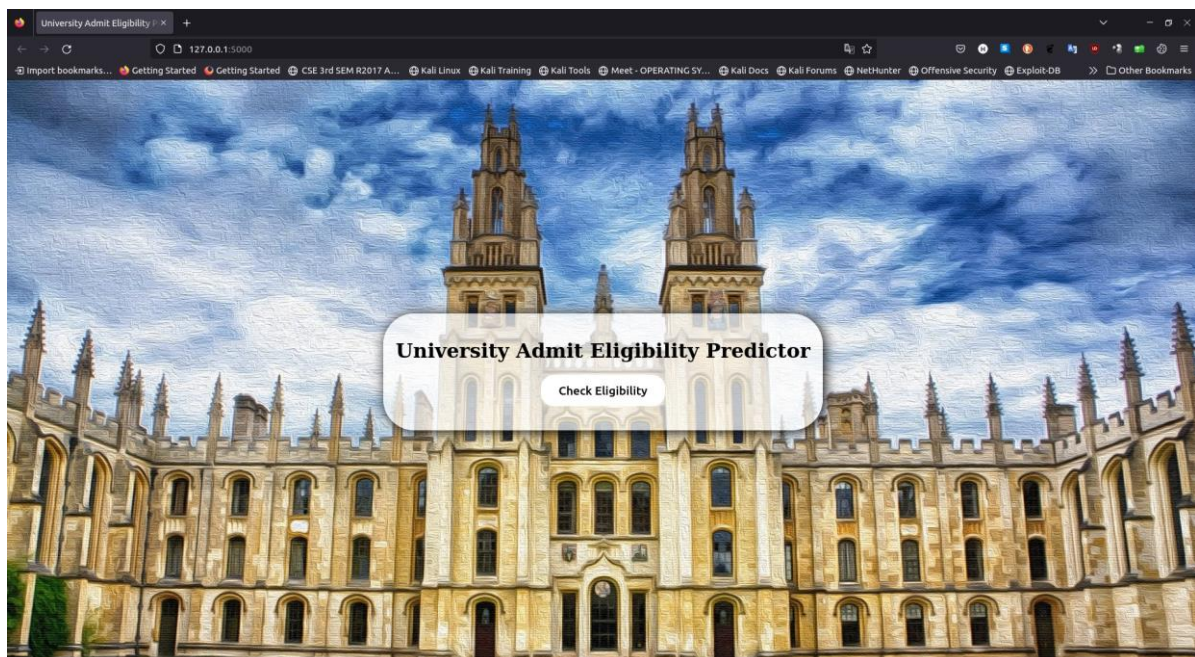 University Admit Eligibility P
127.0.0.1:5000
Import bookmarks... Getting Started Getting Started CSE 3rd SEM R2017 A... Kali Linux Kali Training Kali Tools Meet - OPERATING SY... Kali Docs Kali Forums NetHunter Offensive Security Exploit-DB Other Bookmarks
University Admit Eligibility Predictor
Check Eligibility